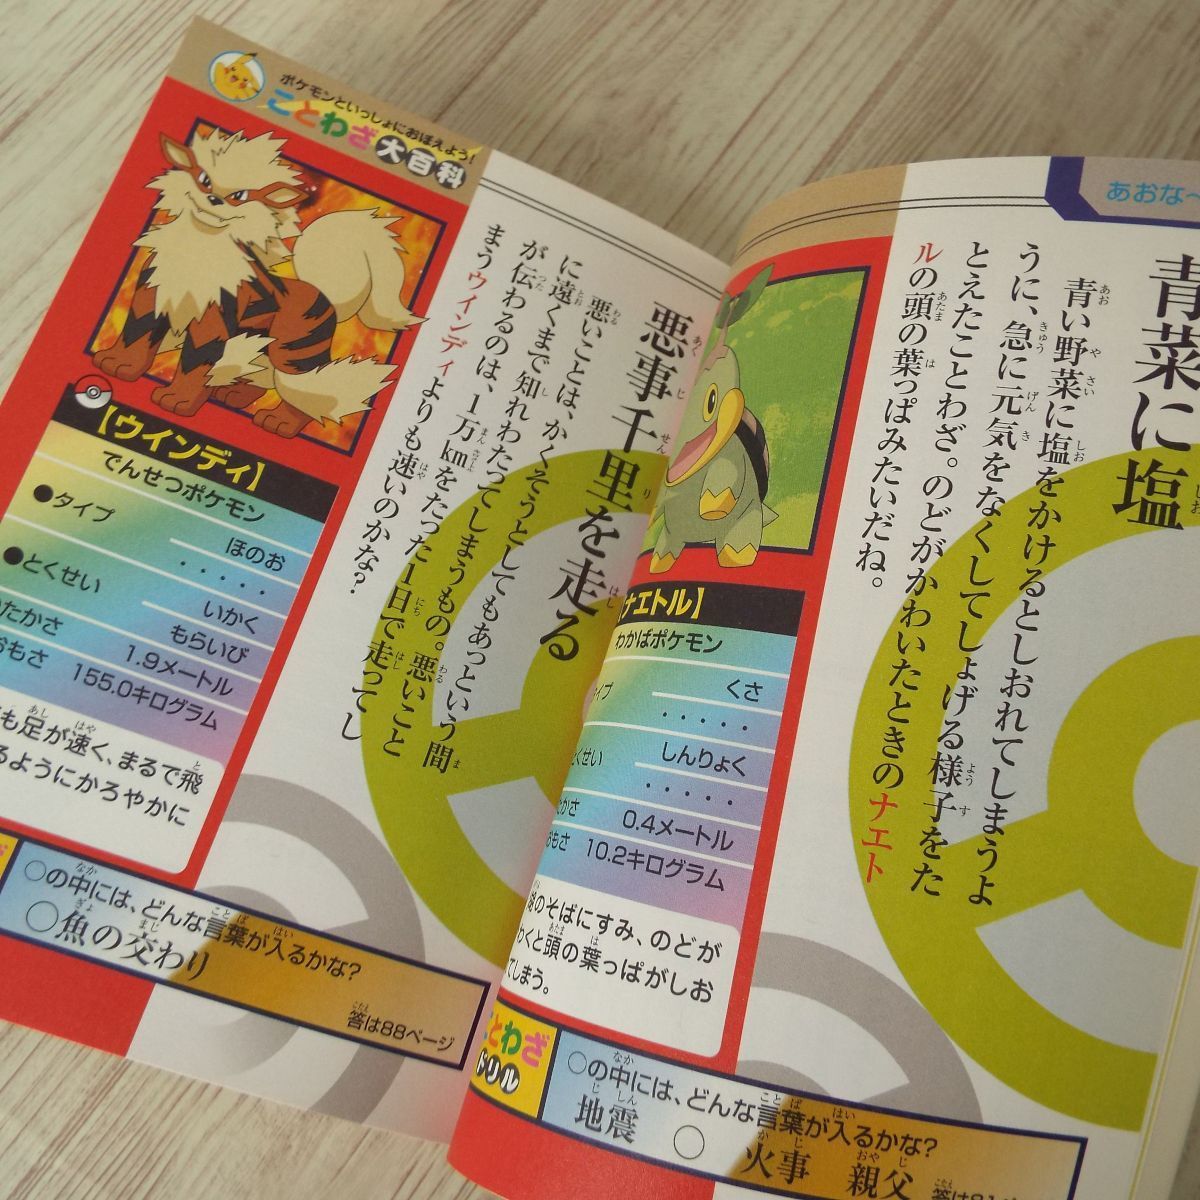 ポケモンといっしょにおぼえよう!
ことわざ大百科
悪事千里を走る
悪いことは、かくそうとしてもあっという間
に遠くまで知れわたってしまうもの。悪いこと
が伝わるのは、1万kmをたった1日で走ってし
まうウインディよりも速いのかな?
【ウインディ】
でんせつポケモン
●タイプ
ほのお
・・・・
●とくせい
いかく
もらいび
たかさ
1.9メートル
おもさ
155.0キログラム
も足が速く、まるで飛
るようにかろやかに
○の中には、どんな言葉が入るかな?
○魚の交わり
答は88ページ
あおな〜
青菜に塩
青い野菜に塩をかけるとしおれてしまうよ
うに、急に元気をなくしてしょげる様子をた
とえたことわざ。のどがかわいたときのナエト
ルの頭の葉っぱみたいだね。
ナエトル】
わかばポケモン
イプ
くさ
・・・・・
くせい
しんりょく
・・・・・
かさ
0.4メートル
おもさ
10.2キログラム
のそばにすみ、のどが
わくと頭の葉っぱがしお
てしまう。
ことわざ
ドリル
○の中には、どんな言葉が入るかな?
地震 ○ 火事 親父